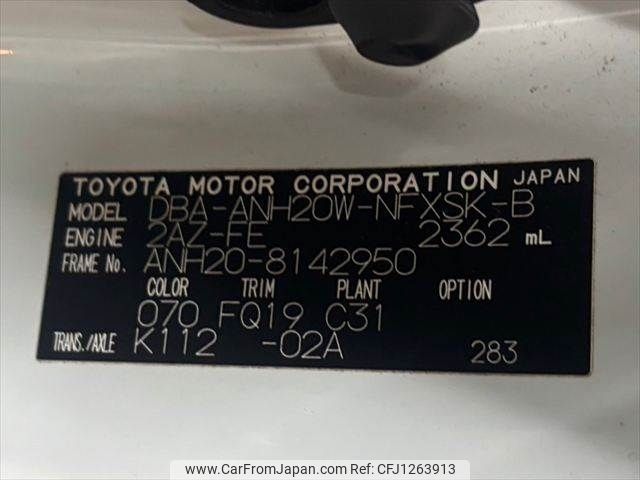 TOYOTA MOTOR CORPORATION JAPAN
MODEL DBA-ANH20W-NFXSK-B
ENGINE 2AZ-FE 2362 mL
FRAME No. ANH20-8142950
COLOR TRIM PLANT OPTION
070 FQ19 C31
TRANS./AXLE K112 -02A 283
www.CarFromJapan.com - CFJ1263913